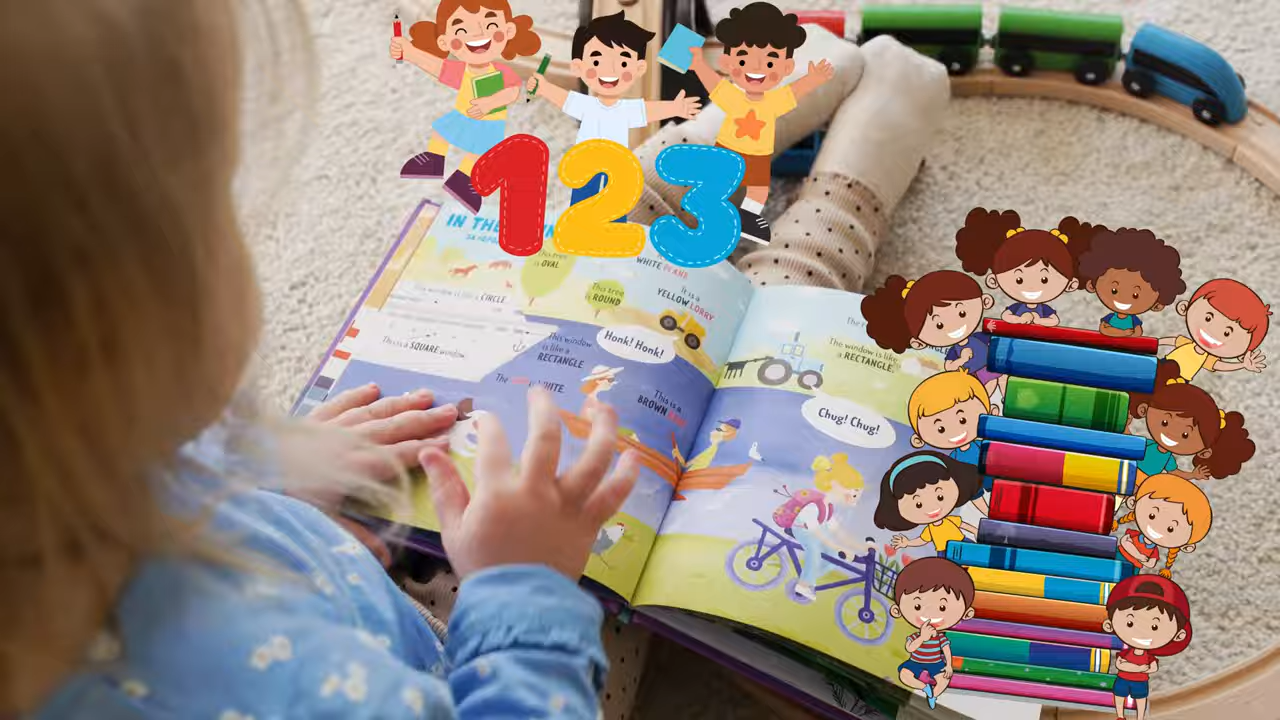 123
IN THE
This tree
is OVAL
WHITE PLANE
This tree
is ROUND
It is a
YELLOW LORRY
CIRCLE
This is a SQUARE window
This window
is like a
RECTANGLE
Honk! Honk!
The
is WHITE
This is a
BROWN
The window is like
a RECTANGLE
Chug! Chug!